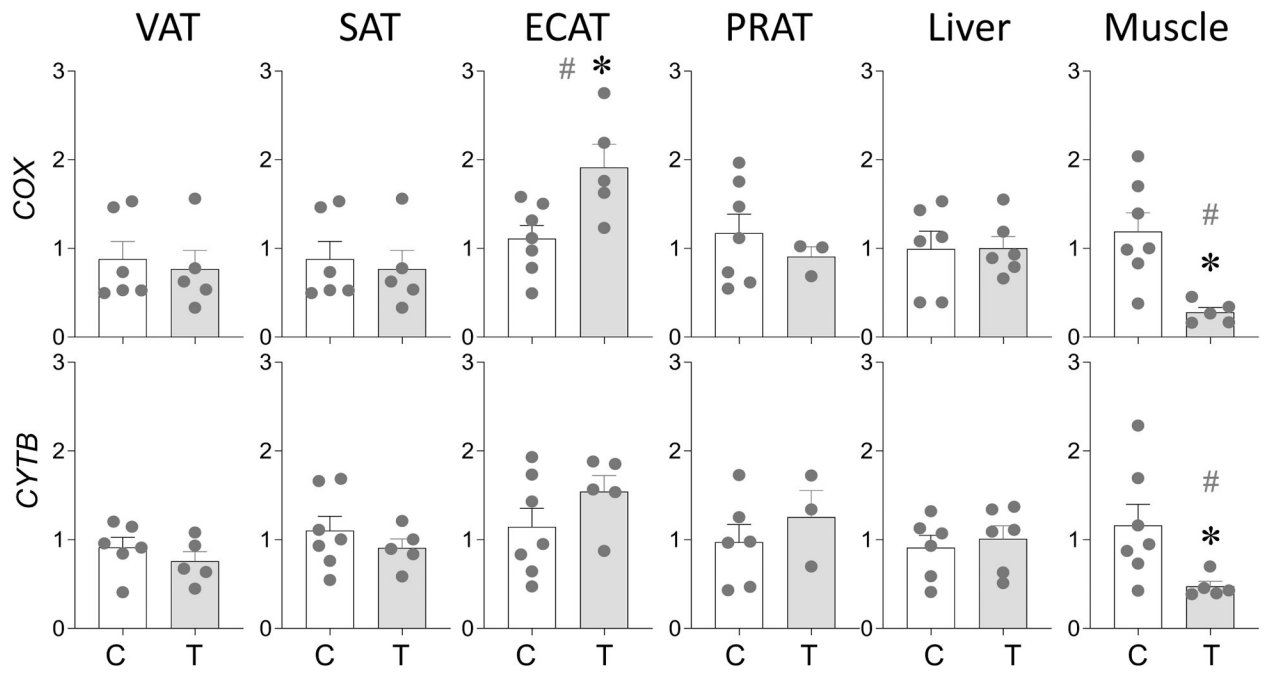 VAT SAT ECAT PRAT Liver Muscle
# *
3 3 3 3 3 3
2 2 2 2 2 2
COX
#
1 1 1 1 1 1
*
0 0 0 0 0 0
3 3 3 3 3 3
2 2 2 2 2 2
CYTB
#
1 1 1 1 1 1
*
0 0 0 0 0 0
C T C T C T C T C T C T